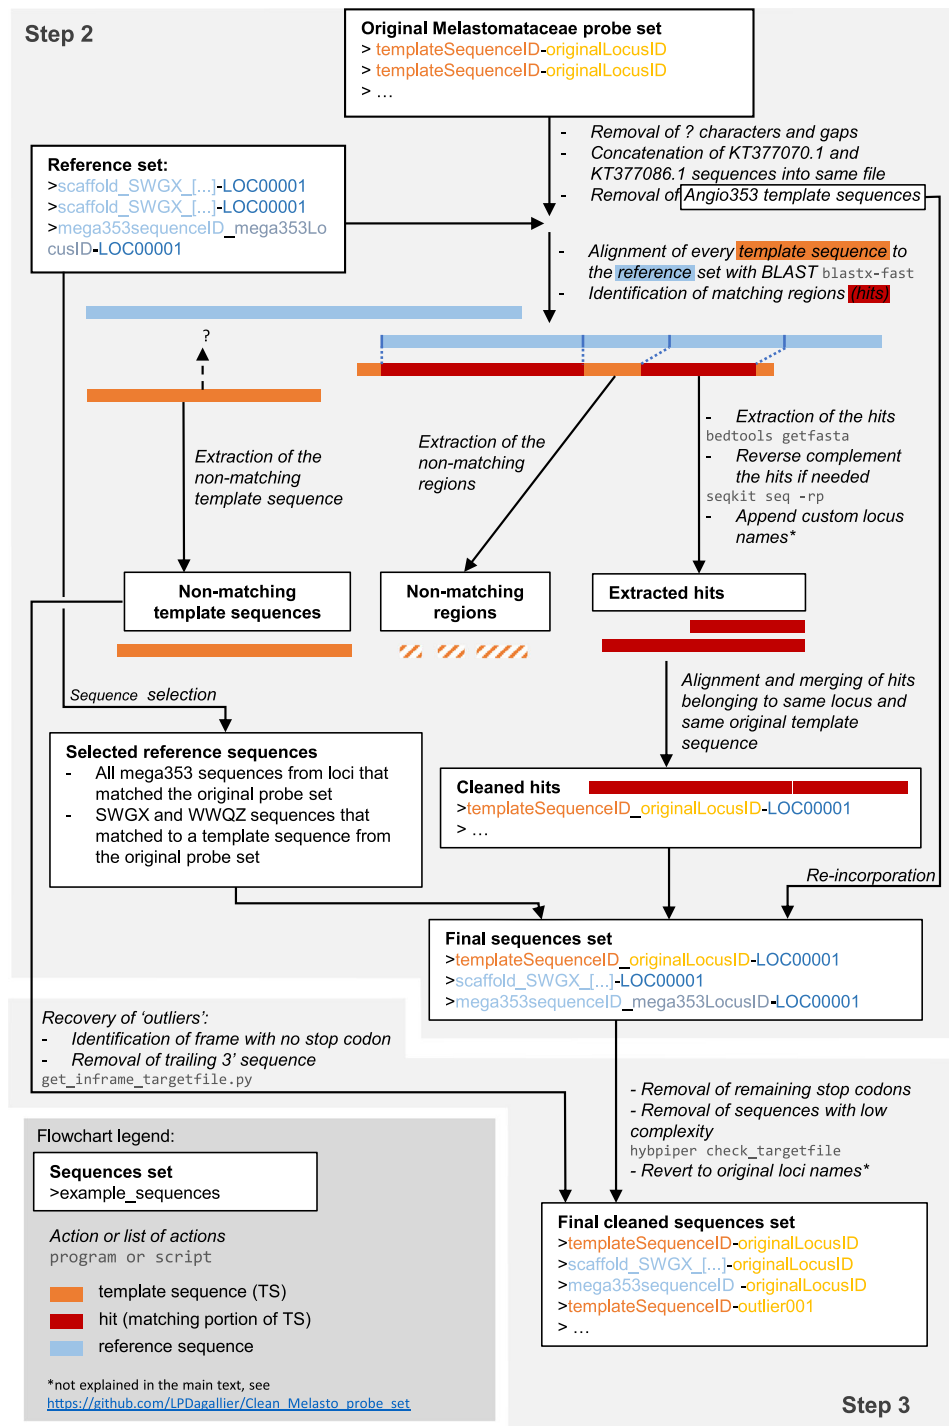 Step 2
Original Melastomataceae probe set
> templateSequenceID-originalLocusID
> templateSequenceID-originalLocusID
> ...
- Removal of ? characters and gaps
- Concatenation of KT377070.1 and
KT377086.1 sequences into same file
- Removal of Angio353 template sequences
Reference set:
>scaffold_SWGX_[...]-LOC00001
>scaffold_SWGX_[...]-LOC00001
>mega353sequenceID_mega353Lo
cusID-LOC00001
- Alignment of every template sequence to
the reference set with BLAST blastx-fast
- Identification of matching regions (hits)
?
Extraction of the
non-matching
template sequence
Extraction of the
non-matching
regions
- Extraction of the hits
bedtools getfasta
- Reverse complement
the hits if needed
seqkit seq -rp
- Append custom locus
names*
Non-matching
template sequences
Non-matching
regions
Extracted hits
Sequence selection
Alignment and merging of hits
belonging to same locus and
same original template
sequence
Selected reference sequences
- All mega353 sequences from loci that
matched the original probe set
- SWGX and WWQZ sequences that
matched to a template sequence from
the original probe set
Cleaned hits
>templateSequenceID_originalLocusID-LOC00001
> ...
Re-incorporation
Final sequences set
>templateSequenceID_originalLocusID-LOC00001
>scaffold_SWGX_[...]-LOC00001
>mega353sequenceID_mega353LocusID-LOC00001
Recovery of 'outliers':
- Identification of frame with no stop codon
- Removal of trailing 3' sequence
get_inframe_targetfile.py
- Removal of remaining stop codons
- Removal of sequences with low
complexity
hybpiper check_targetfile
- Revert to original loci names*
Flowchart legend:
Sequences set
>example_sequences
Action or list of actions
program or script
template sequence (TS)
hit (matching portion of TS)
reference sequence
*not explained in the main text, see
https://github.com/LPDagallier/Clean_Melasto_probe_set
Final cleaned sequences set
>templateSequenceID-originalLocusID
>scaffold_SWGX_[...]-originalLocusID
>mega353sequenceID -originalLocusID
>templateSequenceID-outlier001
> ...
Step 3